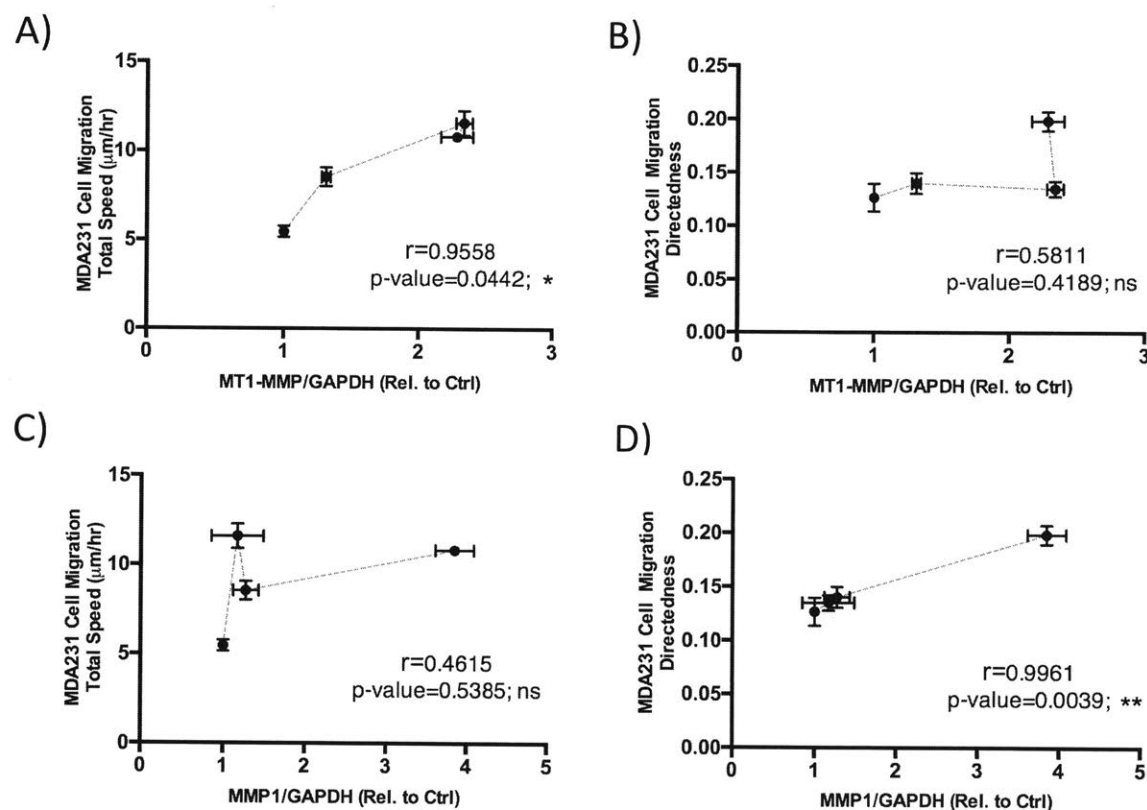 A)
MDA231 Cell Migration
Total Speed (μm/hr)
15
10
5
0
0
1
2
3
r=0.9558
p-value=0.0442; *
MT1-MMP/GAPDH (Rel. to Ctrl)
B)
MDA231 Cell Migration
Directedness
0.25
0.20
0.15
0.10
0.05
0.00
0
1
2
3
r=0.5811
p-value=0.4189; ns
MT1-MMP/GAPDH (Rel. to Ctrl)
C)
MDA231 Cell Migration
Total Speed (μm/hr)
15
10
5
0
0
1
2
3
4
5
r=0.4615
p-value=0.5385; ns
MMP1/GAPDH (Rel. to Ctrl)
D)
MDA231 Cell Migration
Directedness
0.25
0.20
0.15
0.10
0.05
0.00
0
1
2
3
4
5
r=0.9961
p-value=0.0039; **
MMP1/GAPDH (Rel. to Ctrl)